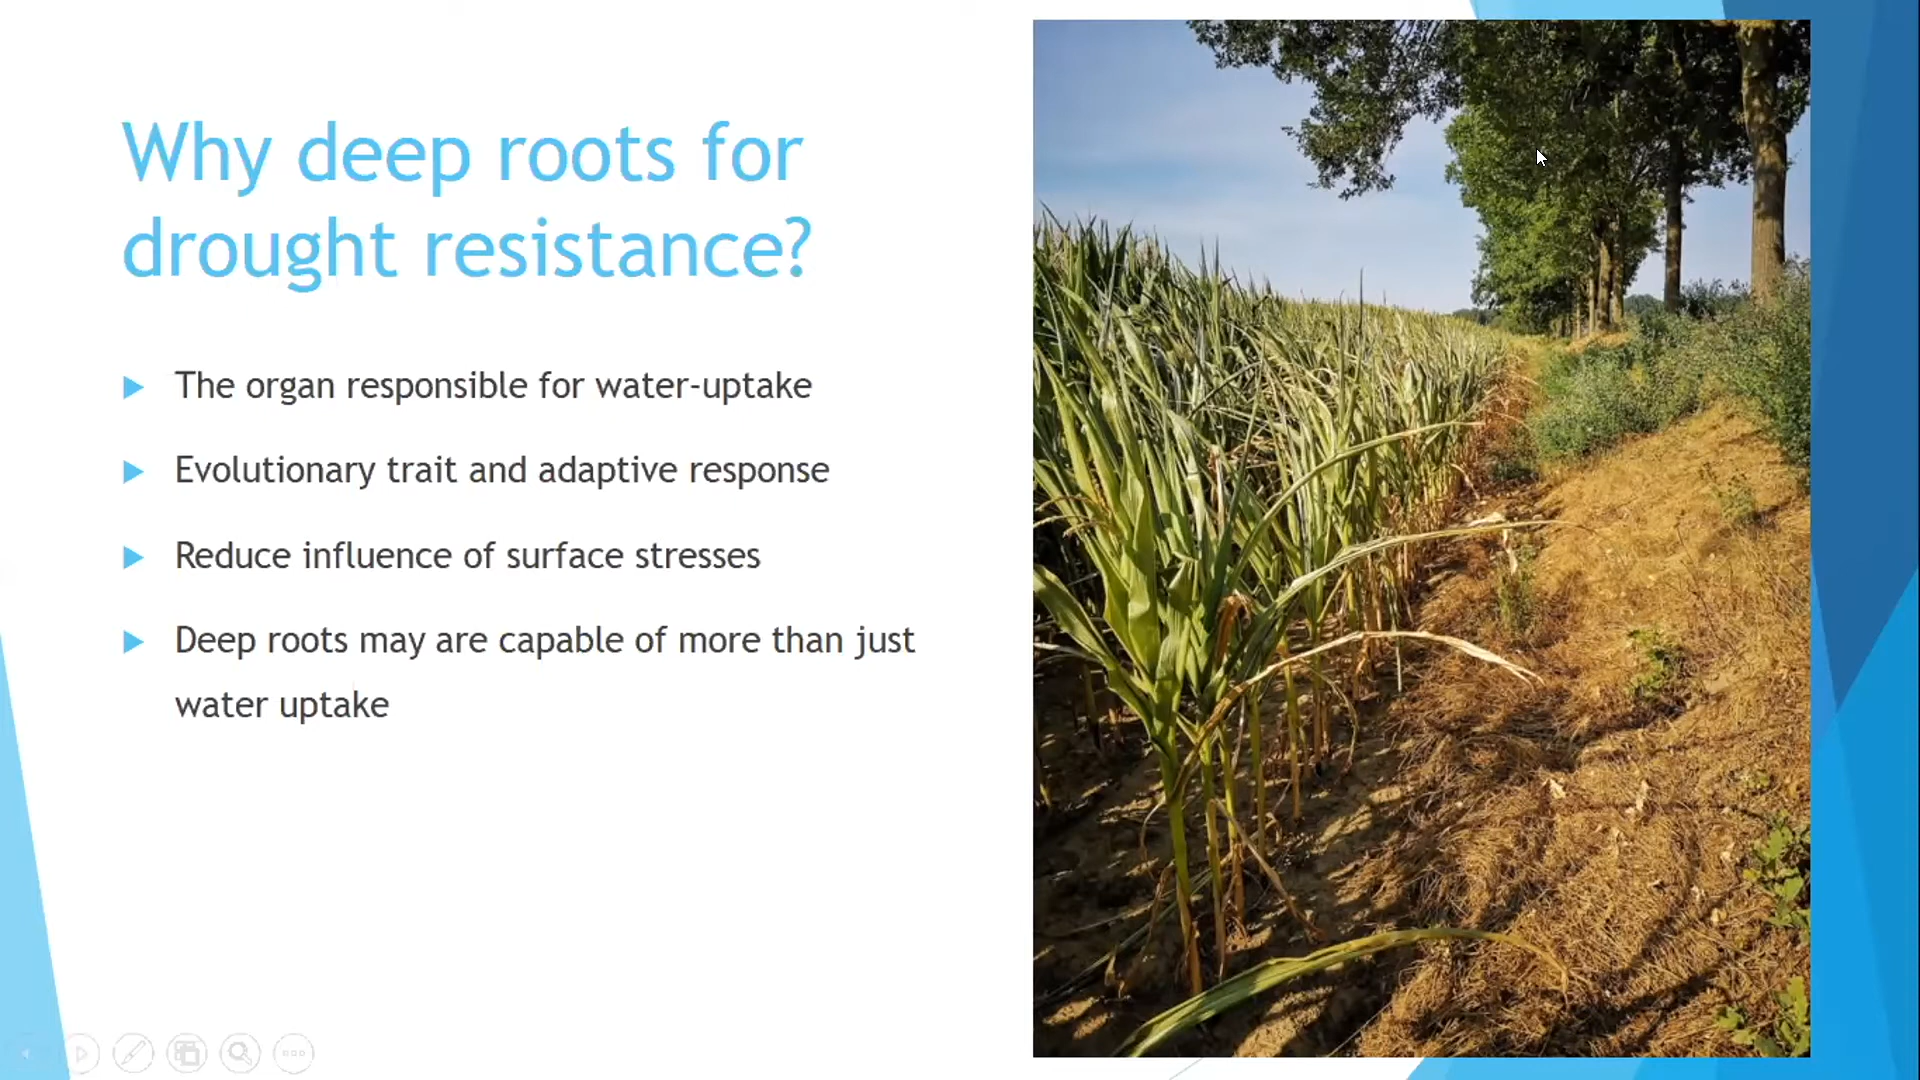 Why deep roots for
drought resistance?
The organ responsible for water-uptake
Evolutionary trait and adaptive response
Reduce influence of surface stresses
Deep roots may are capable of more than just
water uptake